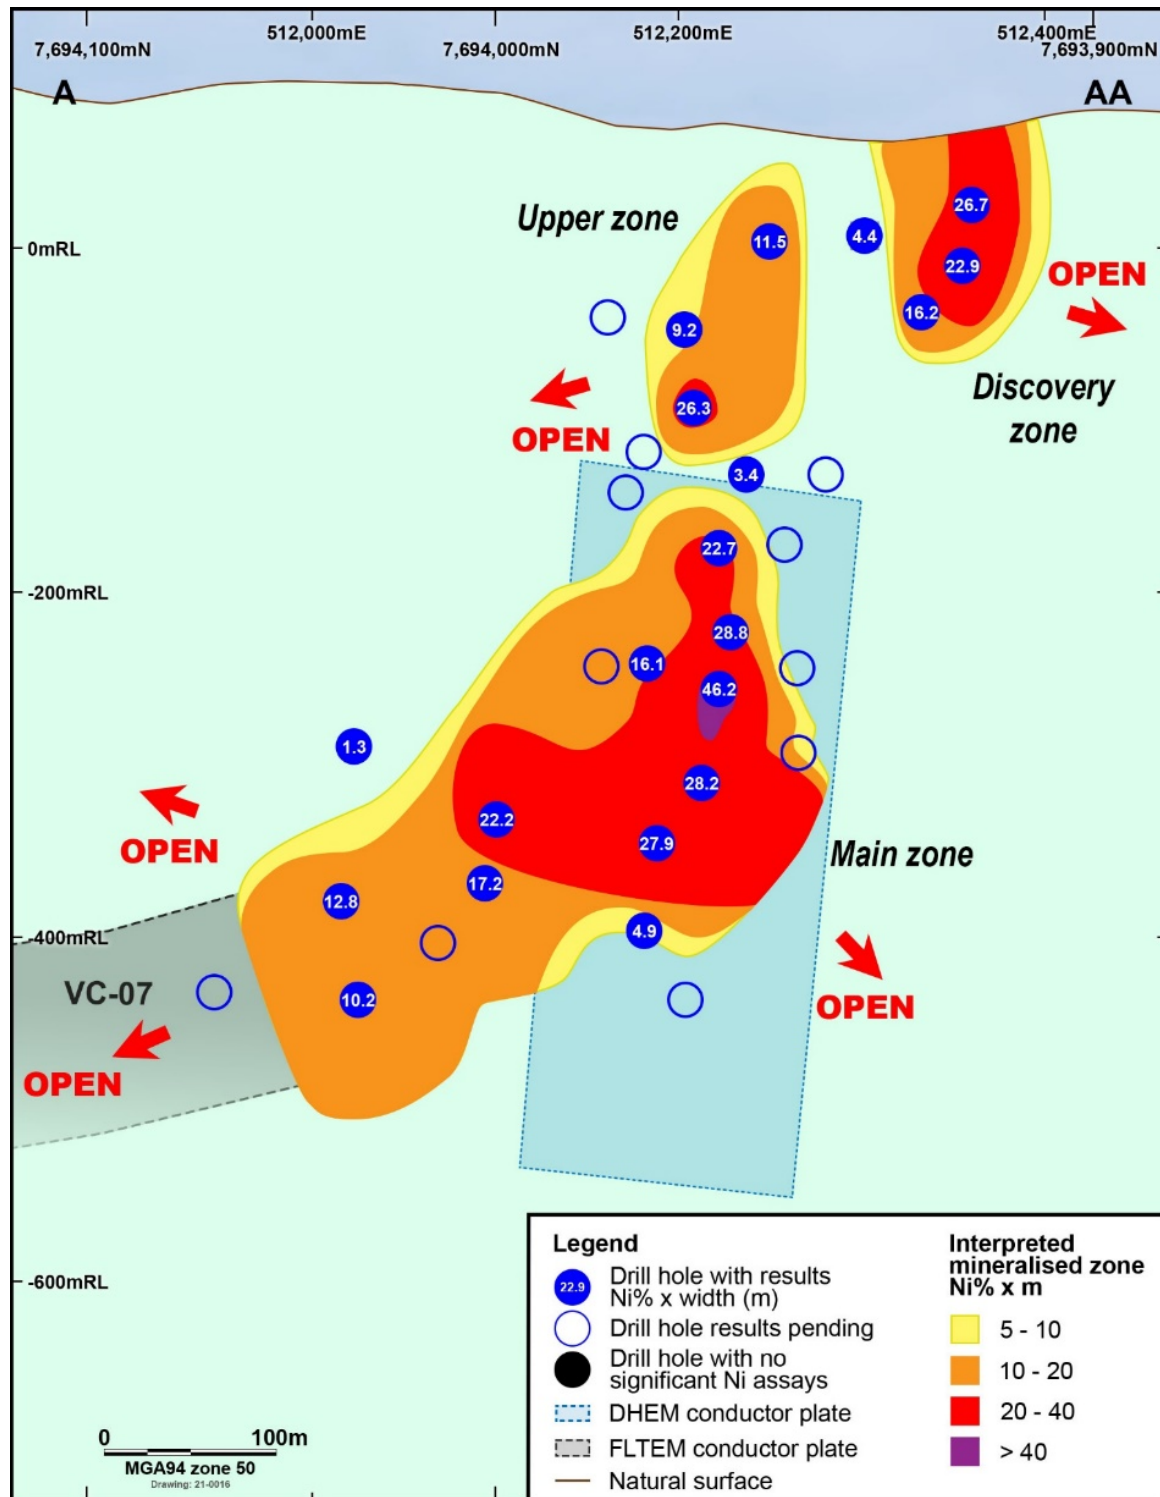 512,000mE
512,200mE
512,400mE
7,694,100mN
7,694,000mN
7,693,900mN
A
AA
26.7
Upper zone
4.4
11.5
0mRL
22.9
OPEN
16.2
9.2
Discovery
zone
26.3
OPEN
3.4
22.7
-200mRL
28.8
16.1
46.2
1.3
28.2
22.2
27.9
OPEN
Main zone
17.2
12.8
4.9
-400mRL
VC-07
10.2
OPEN
OPEN
-600mRL
Legend
22.9
Drill hole with results
Ni% x width (m)
Drill hole results pending
Drill hole with no
significant Ni assays
DHEM conductor plate
FLTEM conductor plate
Natural surface
Interpreted
mineralised zone
Ni% x m
5 - 10
10 - 20
20 - 40
> 40
0
100m
MGA94 zone 50
Drawing: 21-0016